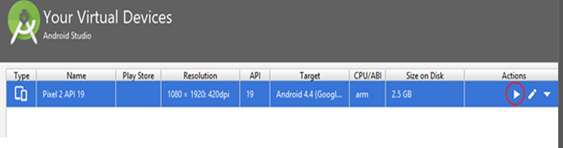 Your Virtual Devices
Android Studio
Type Name Play Store Resolution API Target CPU/ABI Size on Disk Actions
Pixel 2 API 19 1080 × 1920: 420dpi 19 Android 4.4 (Googl... arm 2.5 GB